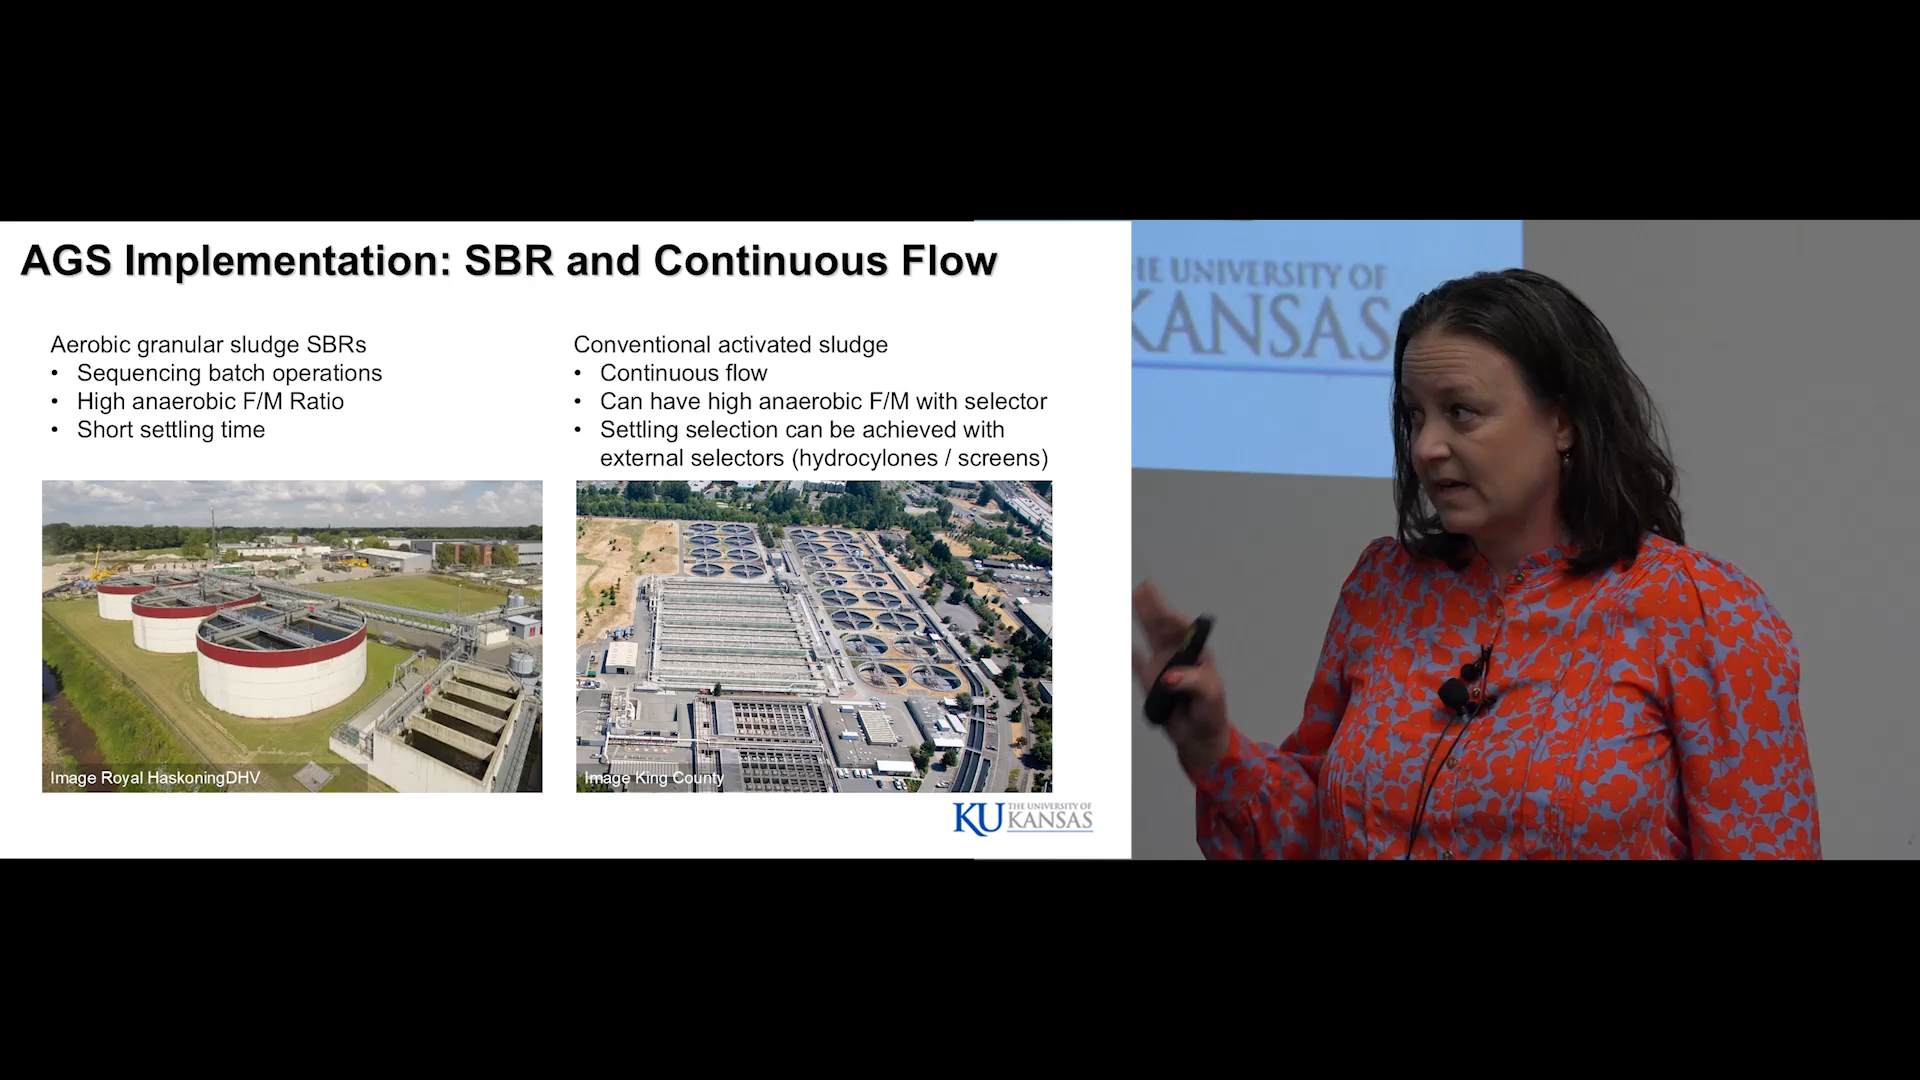 AGS Implementation: SBR and Continuous Flow
Aerobic granular sludge SBRs
• Sequencing batch operations
• High anaerobic F/M Ratio
• Short settling time
Conventional activated sludge
• Continuous flow
• Can have high anaerobic F/M with selector
• Settling selection can be achieved with
external selectors (hydrocylones / screens)
Image Royal HaskoningDHV
Image King County
KU THE UNIVERSITY OF
KANSAS
HE UNIVERSITY OF
KANSAS